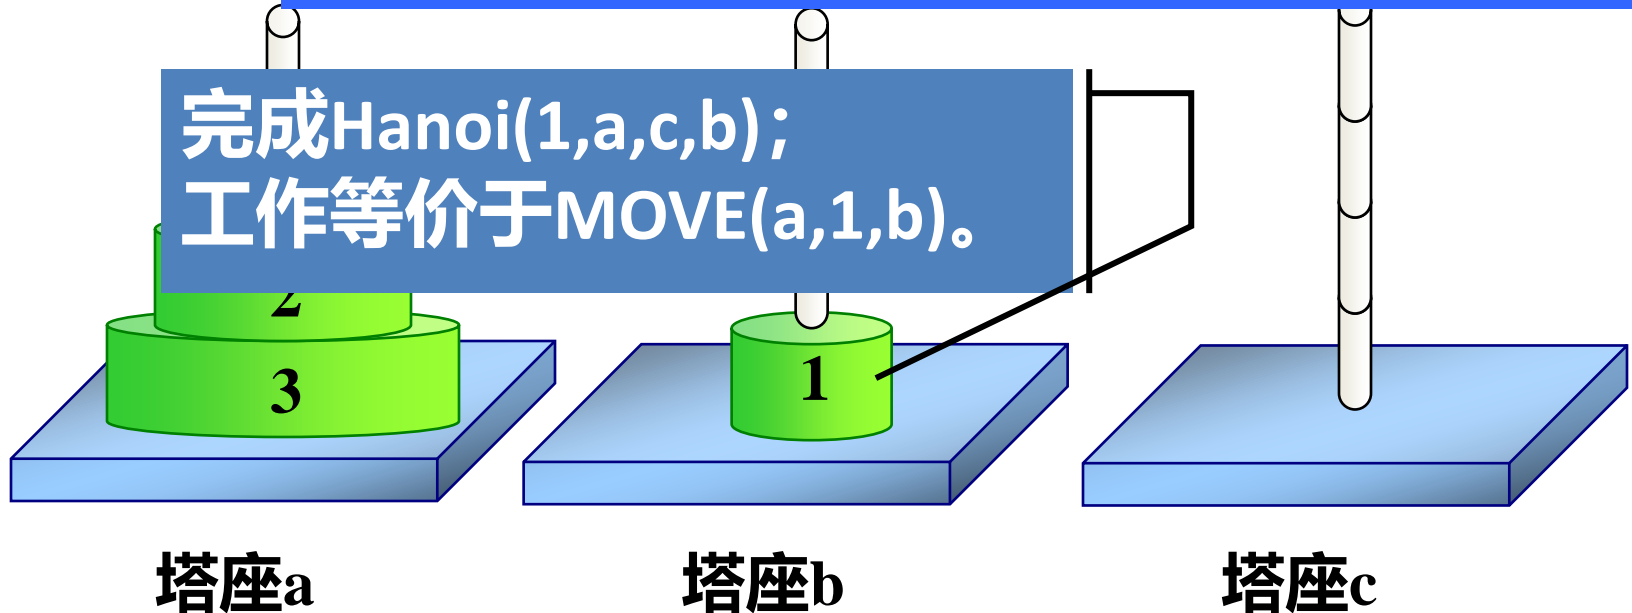 完成Hanoi(1,a,c,b)；
工作等价于MOVE(a,1,b)。
2
3
1
塔座a
塔座b
塔座c